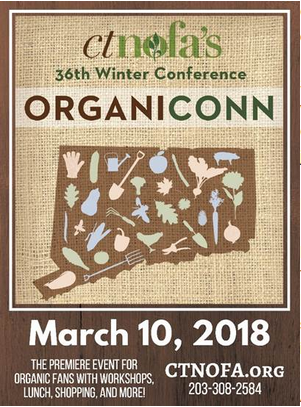 ctnofa's
36th Winter Conference
ORGANICONN
March 10, 2018
THE PREMIERE EVENT FOR
ORGANIC FANS WITH WORKSHOPS,
LUNCH, SHOPPING, AND MORE!
CTNOFA.ORG
203-308-2584